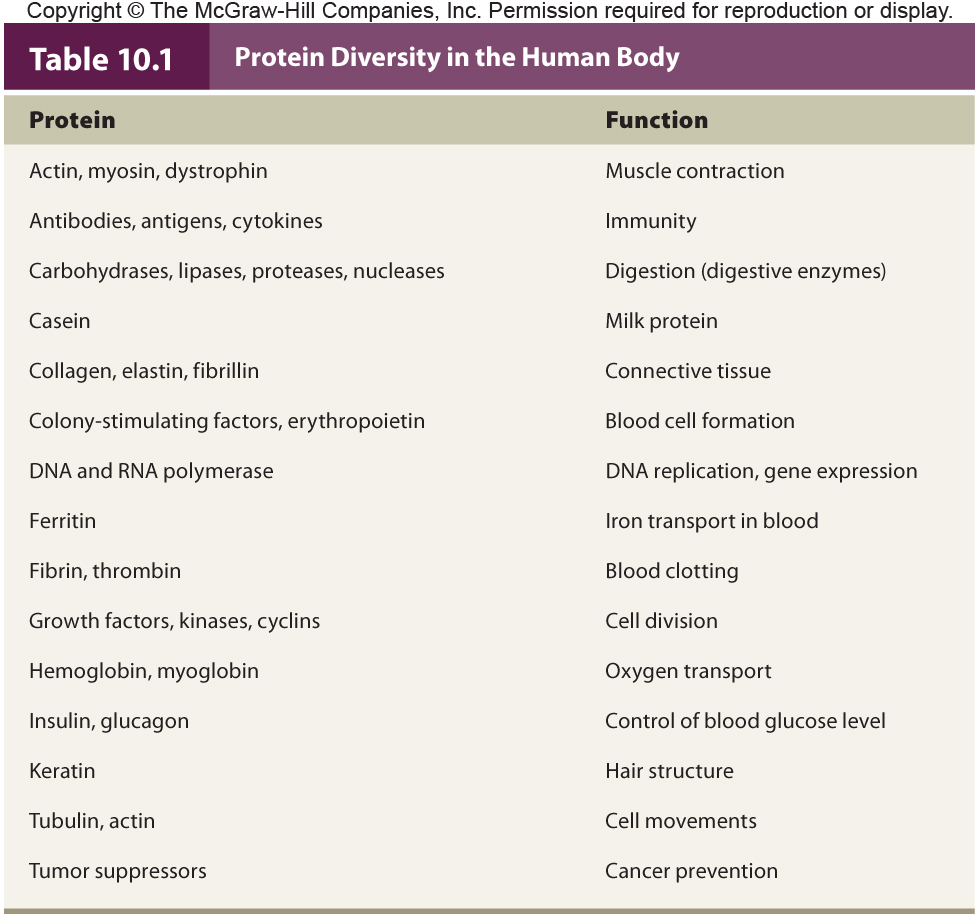 Copyright © The McGraw-Hill Companies, Inc. Permission required for reproduction or display.
Table 10.1 Protein Diversity in the Human Body
Protein Function
Actin, myosin, dystrophin Muscle contraction
Antibodies, antigens, cytokines Immunity
Carbohydrases, lipases, proteases, nucleases Digestion (digestive enzymes)
Casein Milk protein
Collagen, elastin, fibrillin Connective tissue
Colony-stimulating factors, erythropoietin Blood cell formation
DNA and RNA polymerase DNA replication, gene expression
Ferritin Iron transport in blood
Fibrin, thrombin Blood clotting
Growth factors, kinases, cyclins Cell division
Hemoglobin, myoglobin Oxygen transport
Insulin, glucagon Control of blood glucose level
Keratin Hair structure
Tubulin, actin Cell movements
Tumor suppressors Cancer prevention